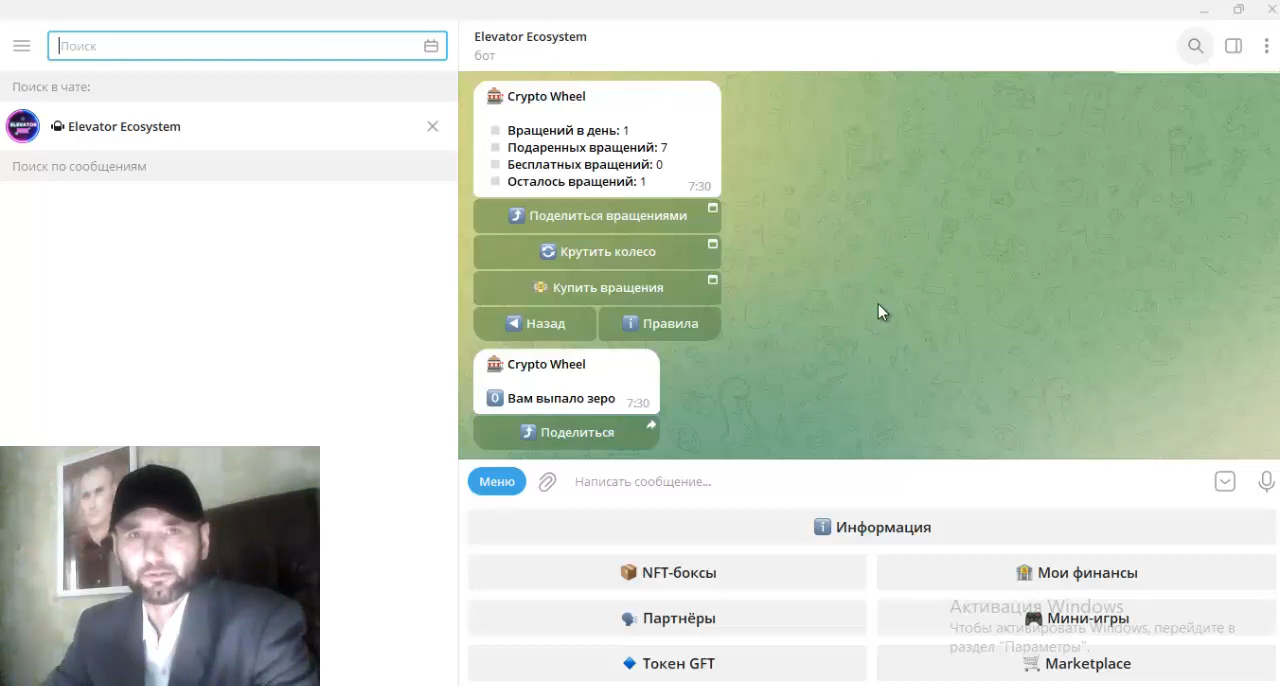 Поиск
Поиск в чате:
Elevator Ecosystem
Поиск по сообщениям
Elevator Ecosystem
бот
Crypto Wheel
Вращений в день: 1
Подаренных вращений: 7
Бесплатных вращений: 0
Осталось вращений: 1
7:30
Поделиться вращениями
Крутить колесо
Купить вращения
Назад
Правила
Crypto Wheel
0 Вам выпало зеро
7:30
Поделиться
Меню
Написать сообщение...
Информация
NFT-боксы
Мои финансы
Партнёры
Мини-игры
Токен GFT
Marketplace
Активация Windows
Чтобы активировать Windows, перейдите в
раздел "Параметры".